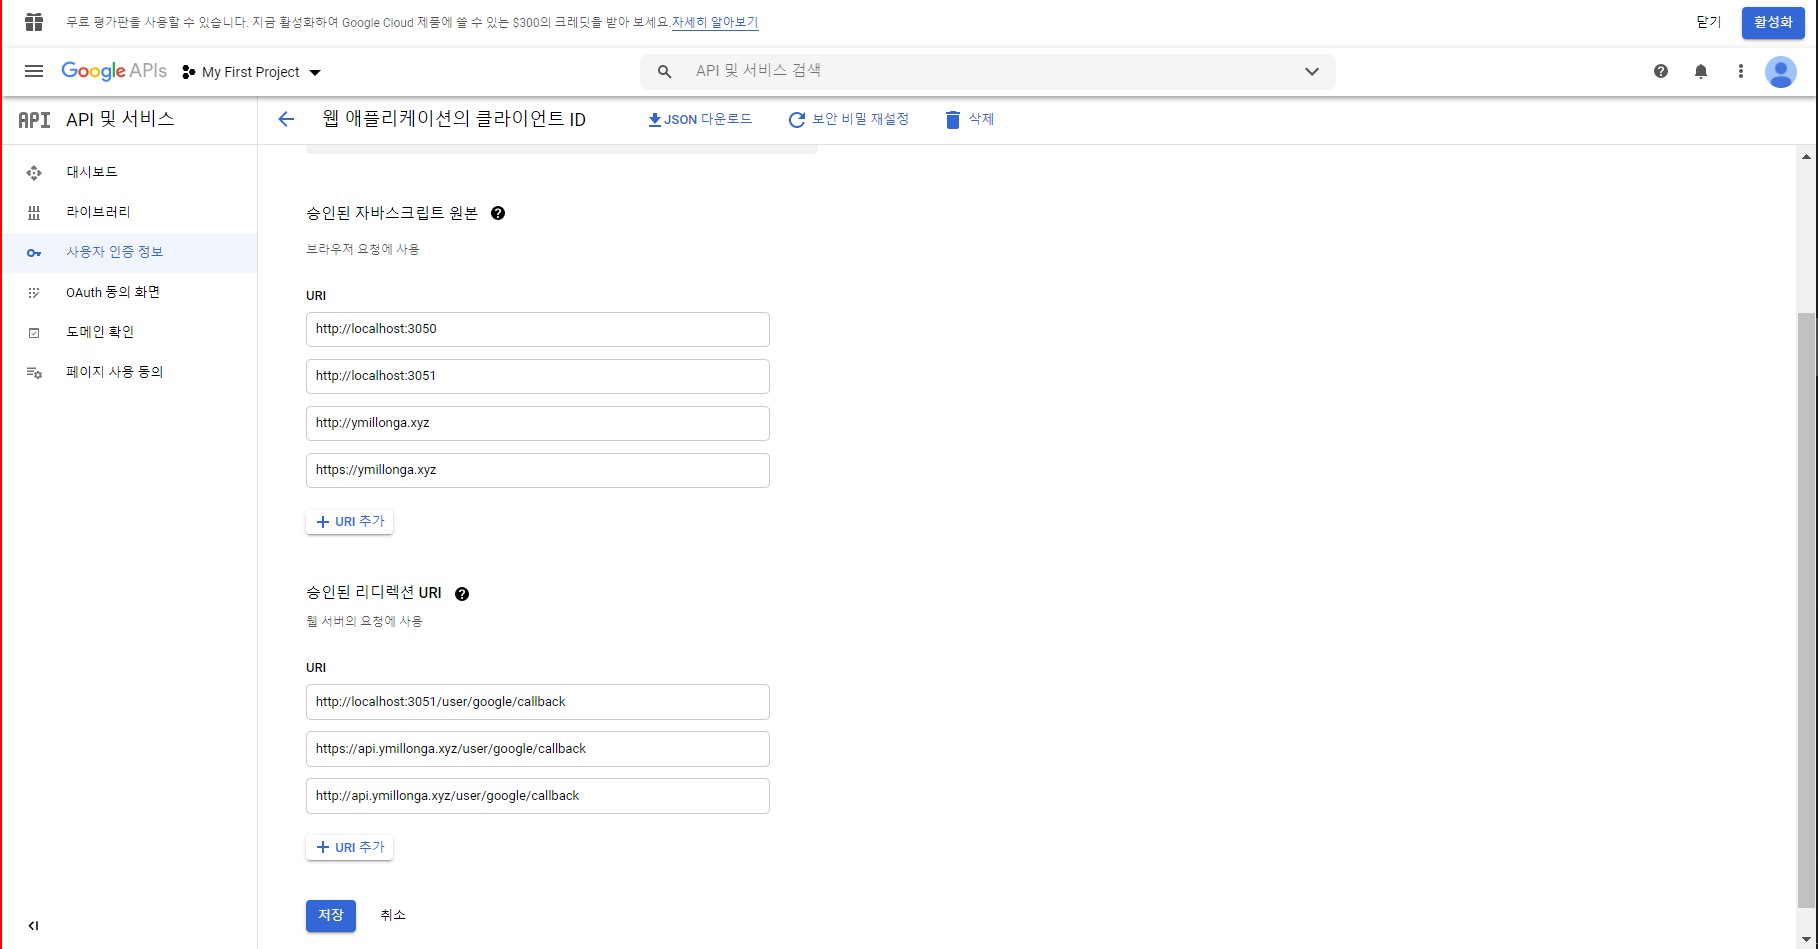 무료 평가판을 사용할 수 있습니다. 지금 활성화하여 Google Cloud 제품에 쓸 수 있는 $300의 크레딧을 받아 보세요.자세히 알아보기
닫기
활성화
Google APIs
My First Project
API 및 서비스 검색
API
API 및 서비스
웹 애플리케이션의 클라이언트 ID
JSON 다운로드
보안 비밀 재설정
삭제
대시보드
라이브러리
사용자 인증 정보
OAuth 동의 화면
도메인 확인
페이지 사용 동의
승인된 자바스크립트 원본
브라우저 요청에 사용
URI
http://localhost:3050
http://localhost:3051
http://ymillonga.xyz
https://ymillonga.xyz
URI 추가
승인된 리디렉션 URI
웹 서버의 요청에 사용
URI
http://localhost:3051/user/google/callback
https://api.ymillonga.xyz/user/google/callback
http://api.ymillonga.xyz/user/google/callback
URI 추가
저장
취소